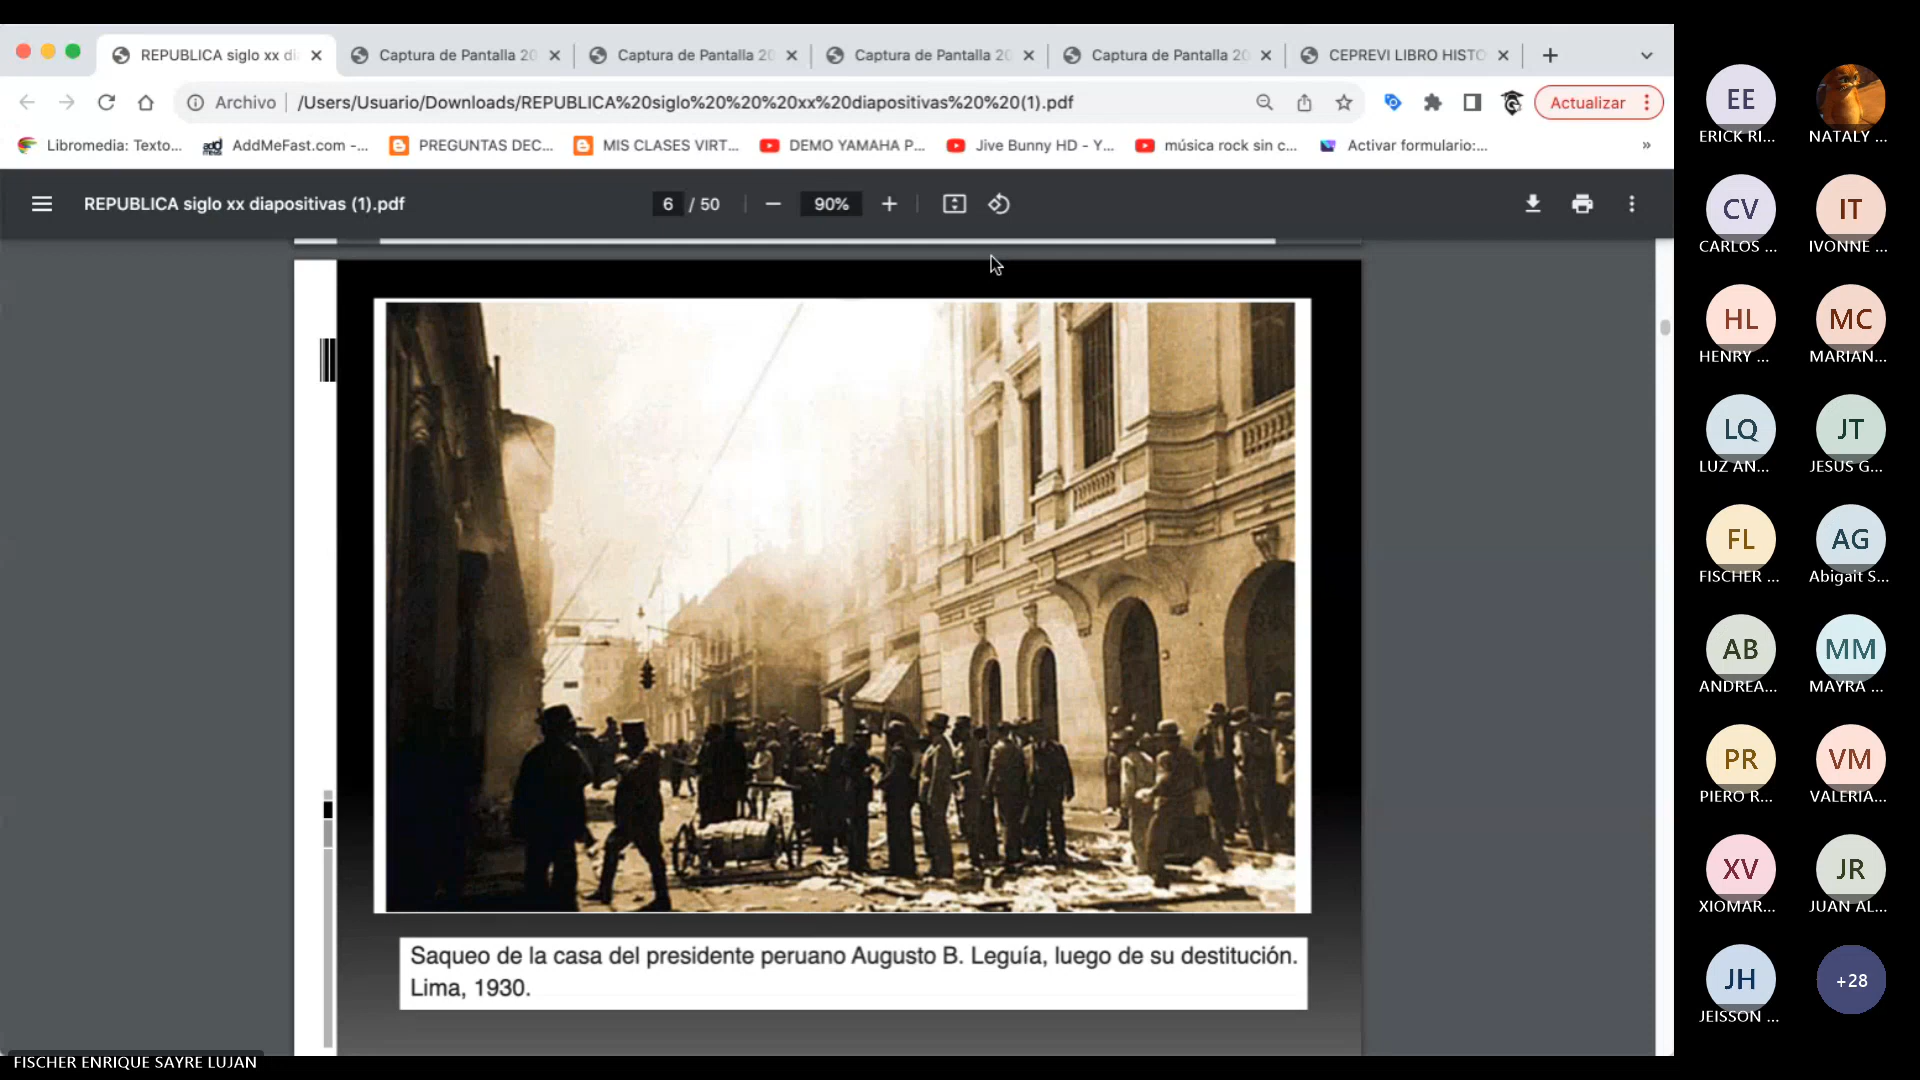 REPUBLICA siglo xx di
Captura de Pantalla 20
Captura de Pantalla 20
Captura de Pantalla 20
Captura de Pantalla 20
CEPREVI LIBRO HISTO
Archivo
/Users/Usuario/Downloads/REPUBLICA%20siglo%20%20%20xx%20diapositivas%20%20(1).pdf
Actualizar
Libromedia: Texto...
AddMeFast.com -...
PREGUNTAS DEC...
MIS CLASES VIRT...
DEMO YAMAHA P...
Jive Bunny HD - Y...
música rock sin c...
Activar formulario:...
»
REPUBLICA siglo xx diapositivas (1).pdf
6 / 50
90%
Saqueo de la casa del presidente peruano Augusto B. Leguía, luego de su destitución.
Lima, 1930.
FISCHER ENRIQUE SAYRE LUJAN
EE
ERICK RI...
NATALY ...
CV
CARLOS ...
IT
IVONNE ...
HL
HENRY ...
MC
MARIAN...
LQ
LUZ AN...
JT
JESUS G...
FL
FISCHER ...
AG
Abigait S...
AB
ANDREA...
MM
MAYRA ...
PR
PIERO R...
VM
VALERIA...
XV
XIOMAR...
JR
JUAN AL...
JH
JEISSON ...
+28